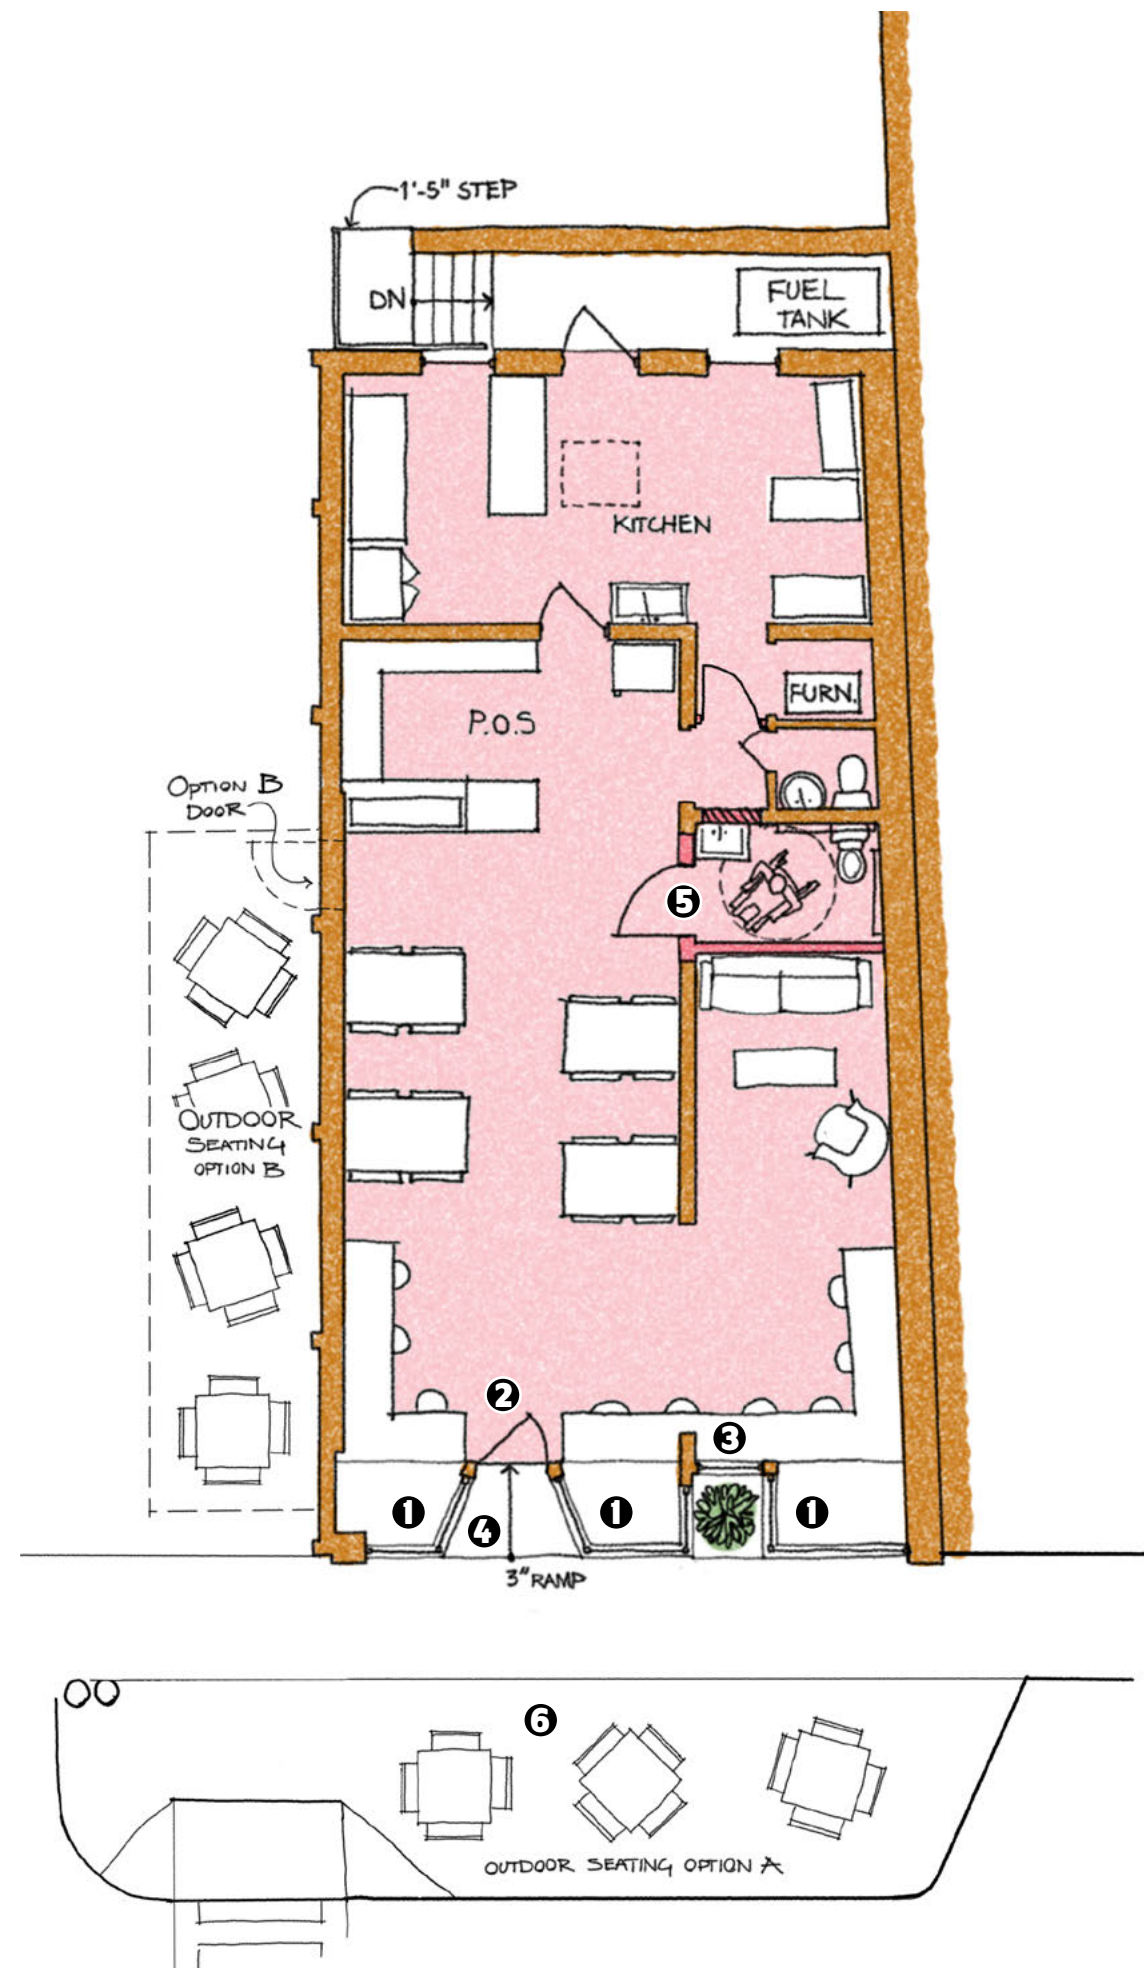 1'-5" STEP
DN
FUEL
TANK
KITCHEN
FURN.
P.O.S
OPTION B
DOOR
5
OUTDOOR
SEATING
OPTION B
2
3
1
1
1
4
3" RAMP
6
OUTDOOR SEATING OPTION A